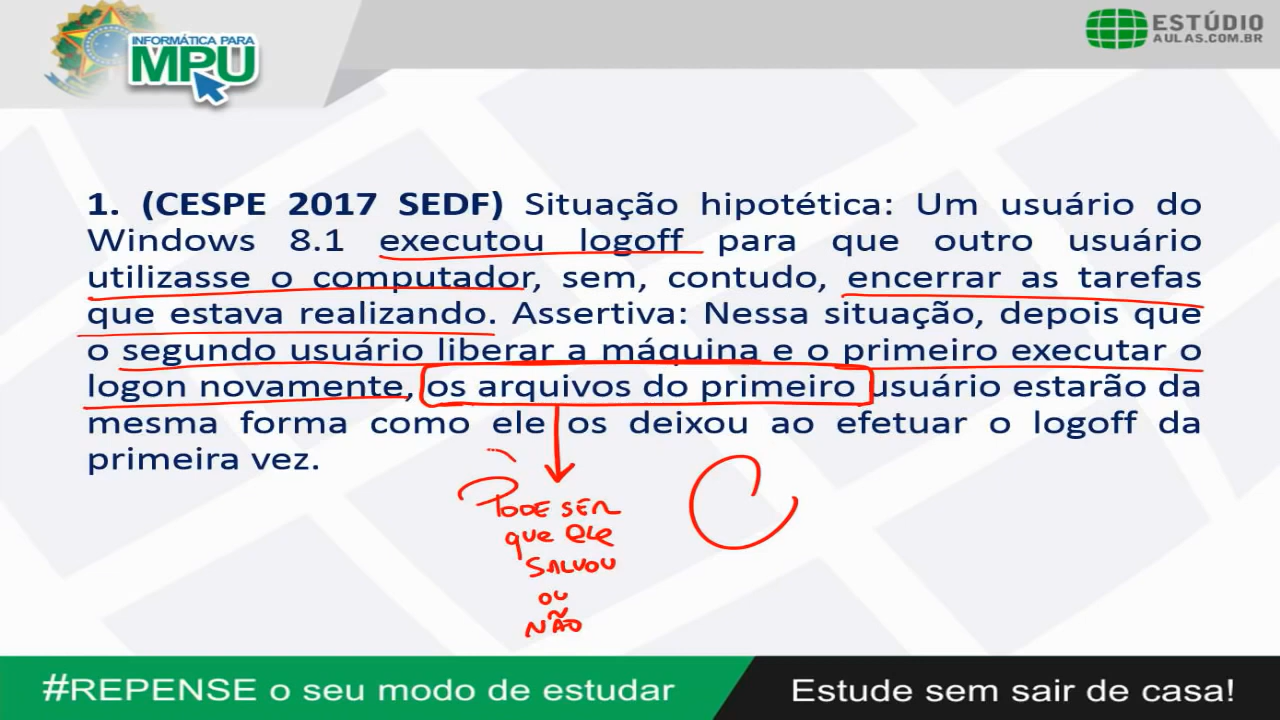 INFORMÁTICA PARA
MPU
ESTÚDIO
AULAS.COM.BR
1. (CESPE 2017 SEDF) Situação hipotética: Um usuário do
Windows 8.1 executou logoff para que outro usuário
utilizasse o computador, sem, contudo, encerrar as tarefas
que estava realizando. Assertiva: Nessa situação, depois que
o segundo usuário liberar a máquina e o primeiro executar o
logon novamente, os arquivos do primeiro usuário estarão da
mesma forma como ele os deixou ao efetuar o logoff da
primeira vez.
PODE SER
que ele
SALVOU
OU
NÃO
C
#REPENSE o seu modo de estudar
Estude sem sair de casa!